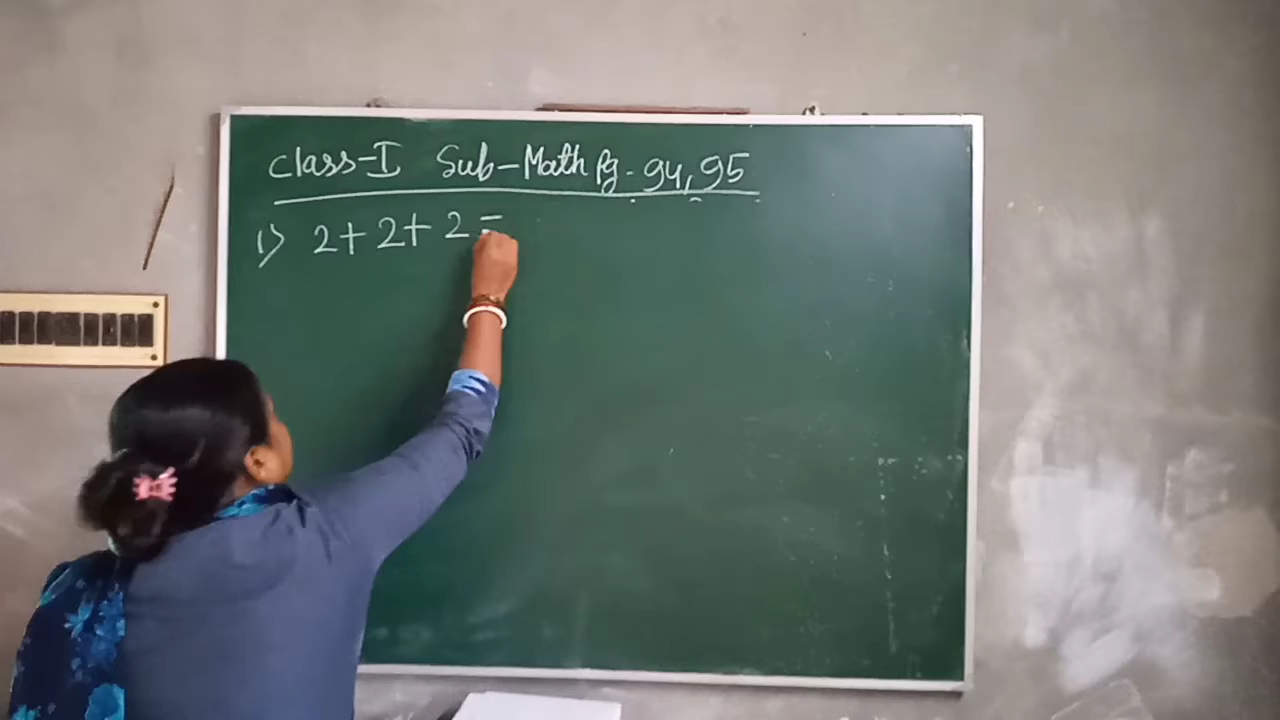 Class-I Sub-Math Pg. 94, 95
1) 2+2+2=